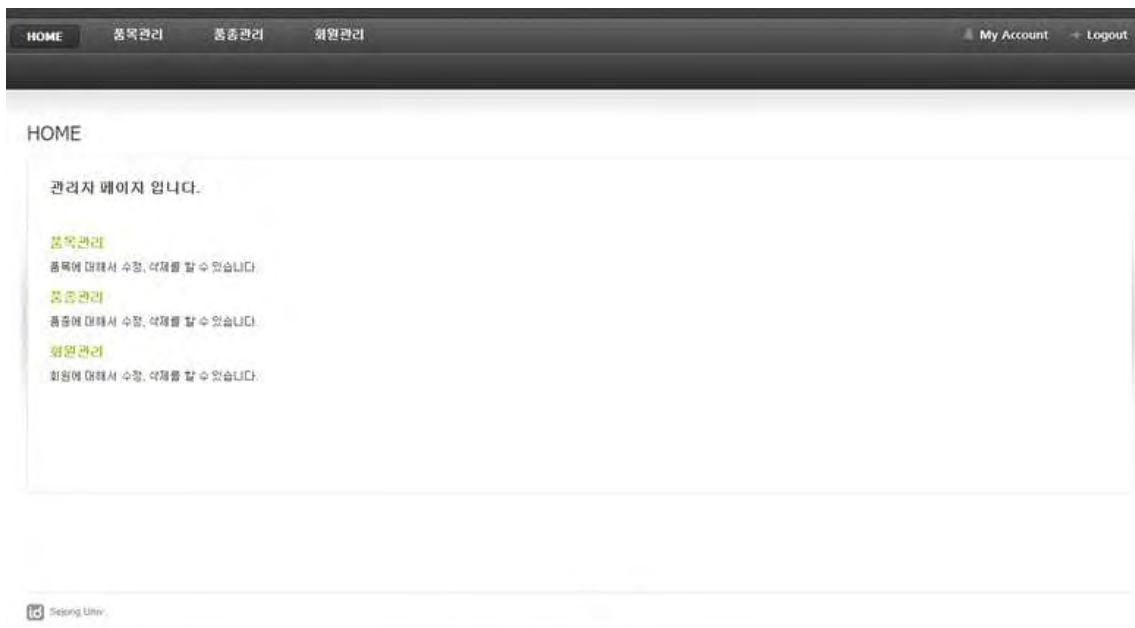 HOME 품목관리 품종관리 회원관리 My Account Logout
HOME
관리자 페이지 입니다.
품목관리
품목에 대해서 수정, 삭제를 할 수 있습니다.
품종관리
품종에 대해서 수정, 삭제를 할 수 있습니다.
회원관리
회원에 대해서 수정, 삭제를 할 수 있습니다.
id Sejong Univ.